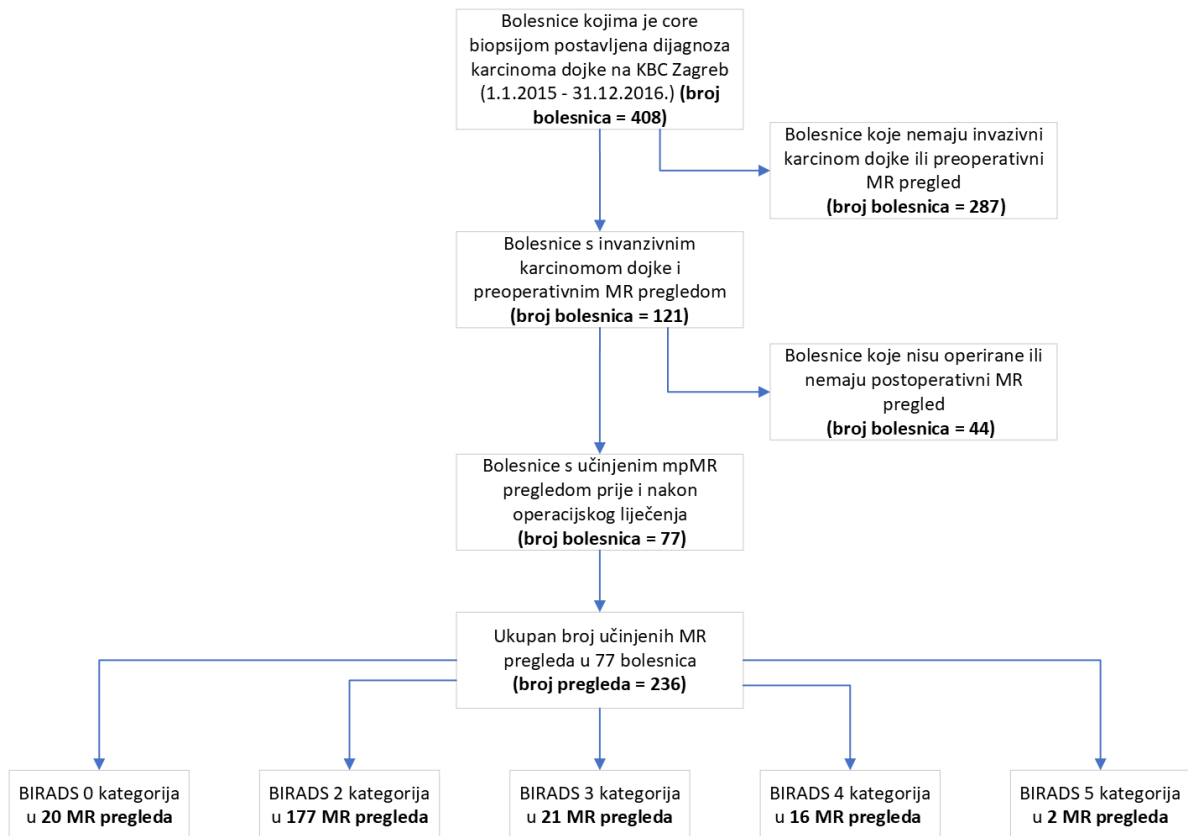 Bolesnice kojima je core
biopsijom postavljena dijagnoza
karcinoma dojke na KBC Zagreb
(1.1.2015 - 31.12.2016.) (broj
bolesnica = 408)
Bolesnice koje nemaju invazivni
karcinom dojke ili preoperativni
MR pregled
(broj bolesnica = 287)
Bolesnice s invanzivnim
karcinomom dojke i
preoperativnim MR pregledom
(broj bolesnica = 121)
Bolesnice koje nisu operirane ili
nemaju postoperativni MR
pregled
(broj bolesnica = 44)
Bolesnice s učinjenim mpMR
pregledom prije i nakon
operacijskog liječenja
(broj bolesnica = 77)
Ukupan broj učinjenih MR
pregleda u 77 bolesnica
(broj pregleda = 236)
BIRADS 0 kategorija
u 20 MR pregleda
BIRADS 2 kategorija
u 177 MR pregleda
BIRADS 3 kategorija
u 21 MR pregleda
BIRADS 4 kategorija
u 16 MR pregleda
BIRADS 5 kategorija
u 2 MR pregleda